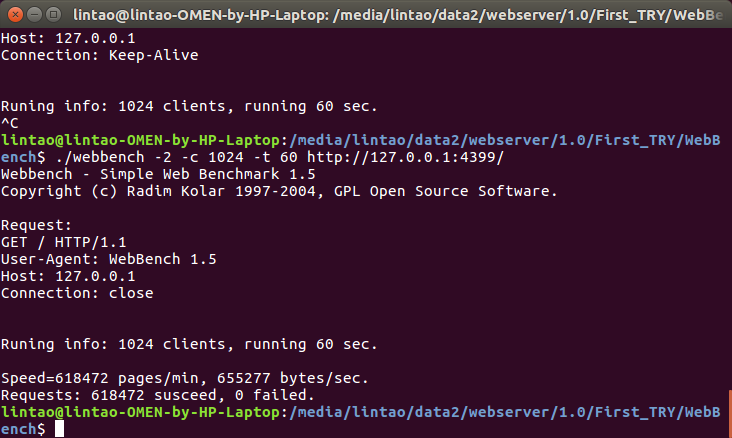 lintao@lintao-OMEN-by-HP-Laptop: /media/lintao/data2/webserver/1.0/First_TRY/WebBe
Host: 127.0.0.1
Connection: Keep-Alive
Runing info: 1024 clients, running 60 sec.
^C
lintao@lintao-OMEN-by-HP-Laptop:/media/lintao/data2/webserver/1.0/First_TRY/WebB
ench$ ./webbench -2 -c 1024 -t 60 http://127.0.0.1:4399/
Webbench - Simple Web Benchmark 1.5
Copyright (c) Radim Kolar 1997-2004, GPL Open Source Software.
Request:
GET / HTTP/1.1
User-Agent: WebBench 1.5
Host: 127.0.0.1
Connection: close
Runing info: 1024 clients, running 60 sec.
Speed=618472 pages/min, 655277 bytes/sec.
Requests: 618472 susceed, 0 failed.
lintao@lintao-OMEN-by-HP-Laptop:/media/lintao/data2/webserver/1.0/First_TRY/WebB
ench$